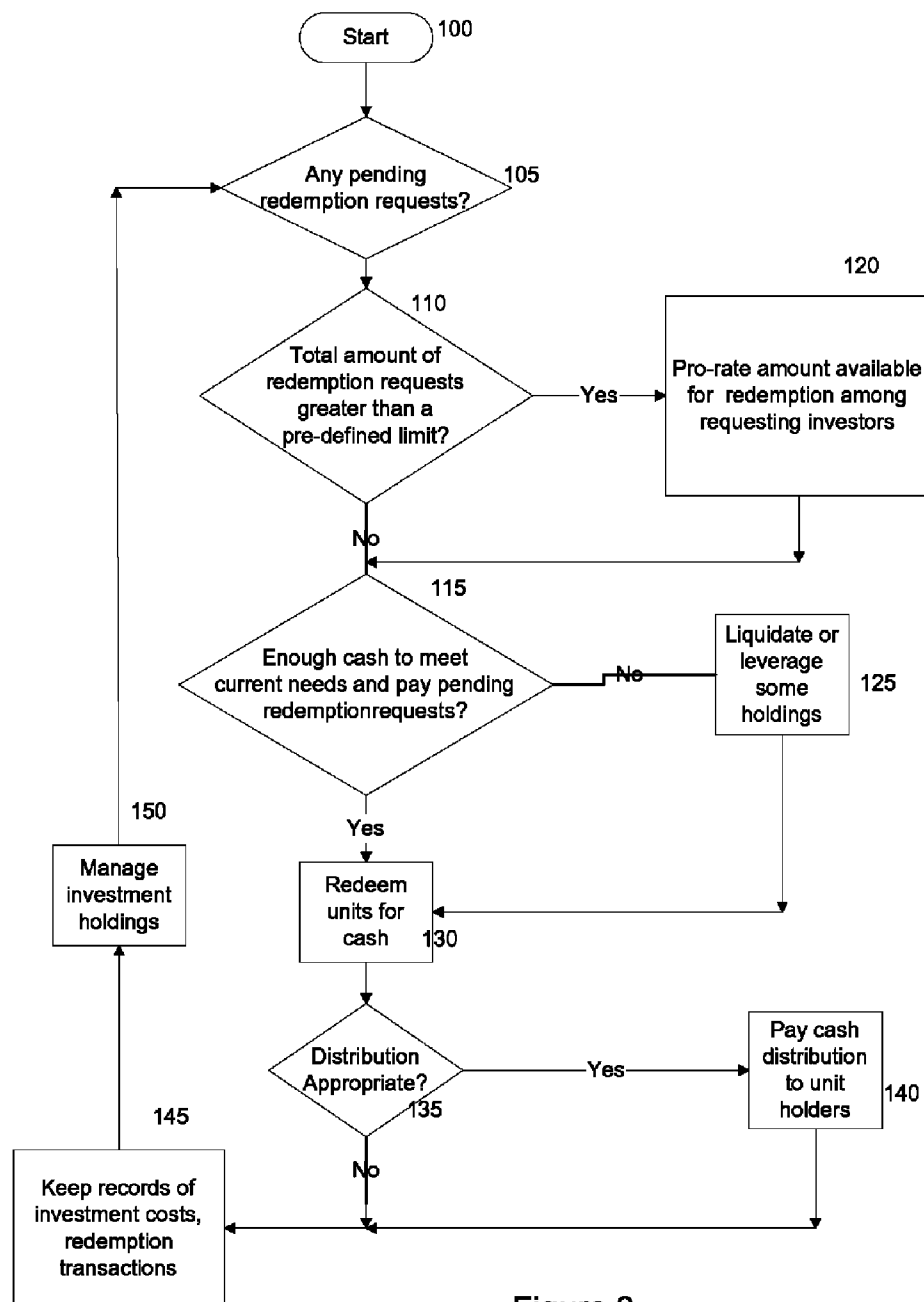 Start
100
Any pending
redemption requests?
105
110
120
Total amount of
redemption requests
greater than a
pre-defined limit?
Yes
Pro-rate amount available
for redemption among
requesting investors
No
115
Enough cash to meet
current needs and pay pending
redemptionrequests?
No
Liquidate or
leverage
some
holdings
125
150
Yes
Manage
investment
holdings
Redeem
units for
cash
130
Distribution
Appropriate?
135
Yes
Pay cash
distribution
to unit
holders
140
145
No
Keep records of
investment costs,
redemption
transactions